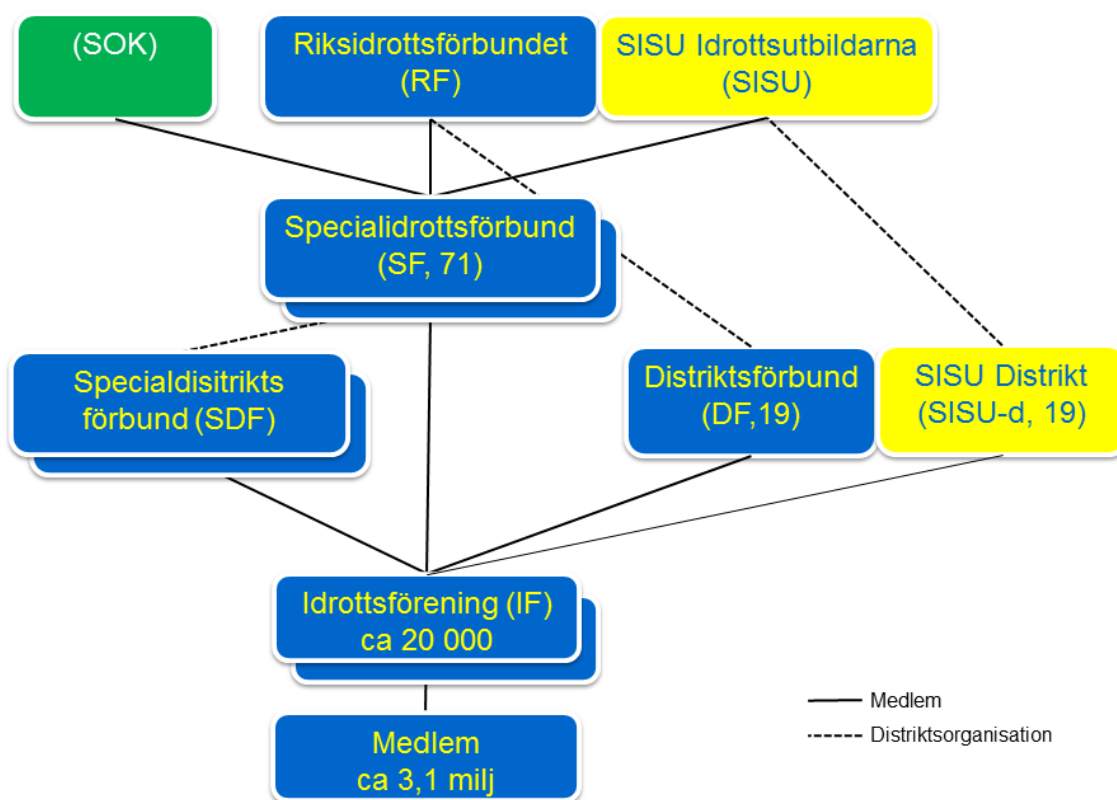 (SOK)
Riksidrottsförbundet
(RF)
SISU Idrottsutbildarna
(SISU)
Specialidrottsförbund
(SF, 71)
Specialdisitrikts
förbund (SDF)
Distriktsförbund
(DF,19)
SISU Distrikt
(SISU-d, 19)
Idrottsförening (IF)
ca 20 000
Medlem
ca 3,1 milj
Medlem
Distriktsorganisation